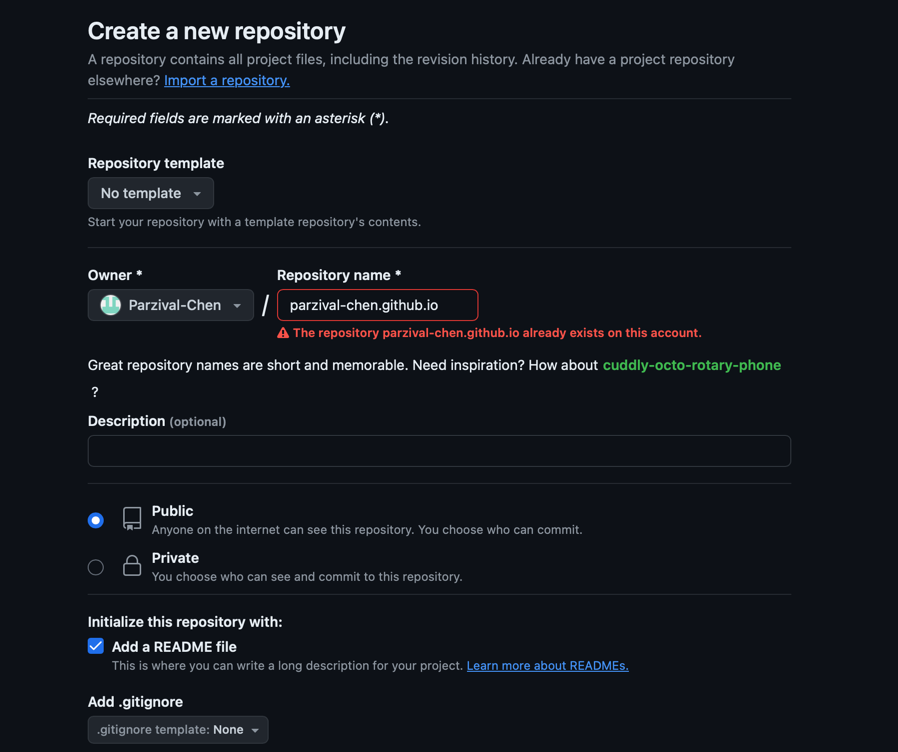 Create a new repository
A repository contains all project files, including the revision history. Already have a project repository
elsewhere? Import a repository.
Required fields are marked with an asterisk (*).
Repository template
No template
Start your repository with a template repository's contents.
Owner *
Repository name *
Parzival-Chen
/
parzival-chen.github.io
The repository parzival-chen.github.io already exists on this account.
Great repository names are short and memorable. Need inspiration? How about cuddly-octo-rotary-phone
?
Description (optional)
Public
Anyone on the internet can see this repository. You choose who can commit.
Private
You choose who can see and commit to this repository.
Initialize this repository with:
Add a README file
This is where you can write a long description for your project. Learn more about READMEs.
Add .gitignore
.gitignore template: None